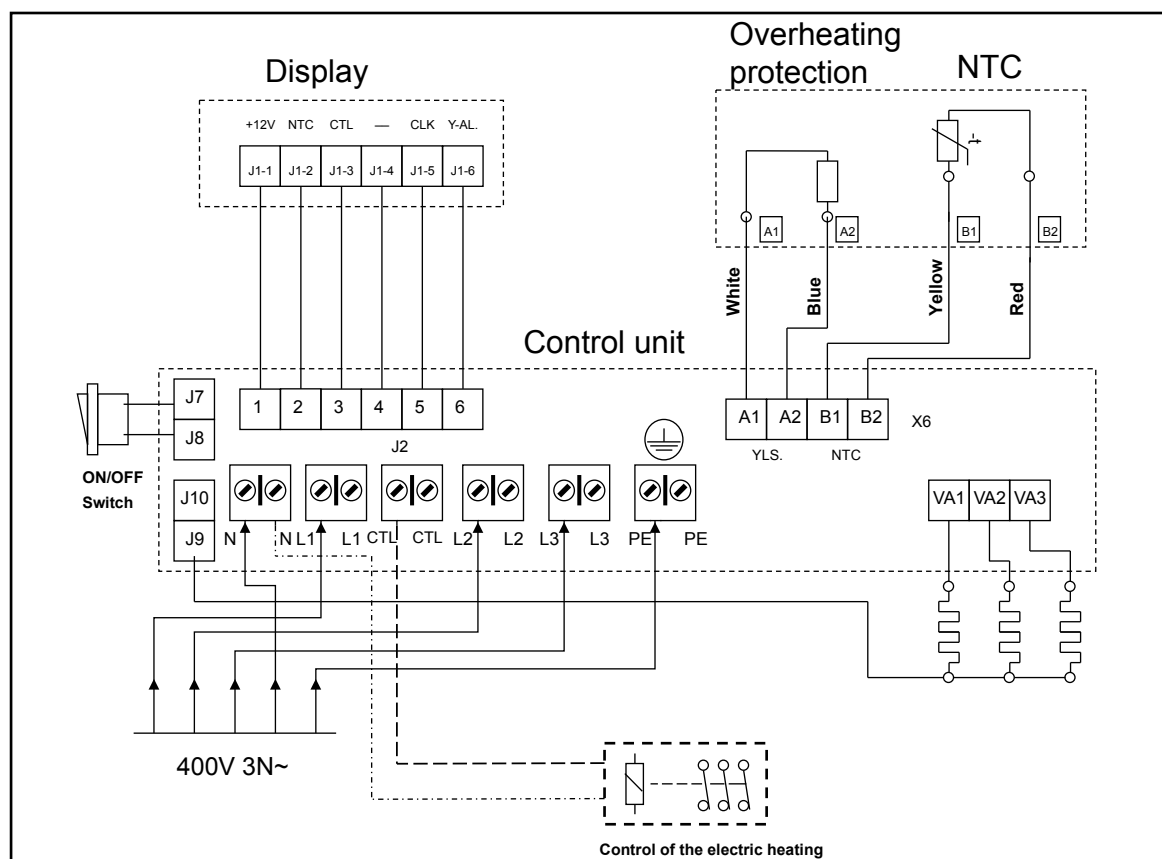 Overheating
protection
NTC
Display
+12V NTC CTL — CLK Y-AL.
J1-1 J1-2 J1-3 J1-4 J1-5 J1-6
-t
A1 A2 B1 B2
White
Blue
Yellow
Red
Control unit
J7
J8
1 2 3 4 5 6
J2
A1 A2 B1 B2 X6
YLS. NTC
ON/OFF
Switch
J10
J9
VA1 VA2 VA3
N N L1 L1 CTL CTL L2 L2 L3 L3 PE PE
400V 3N~
Control of the electric heating